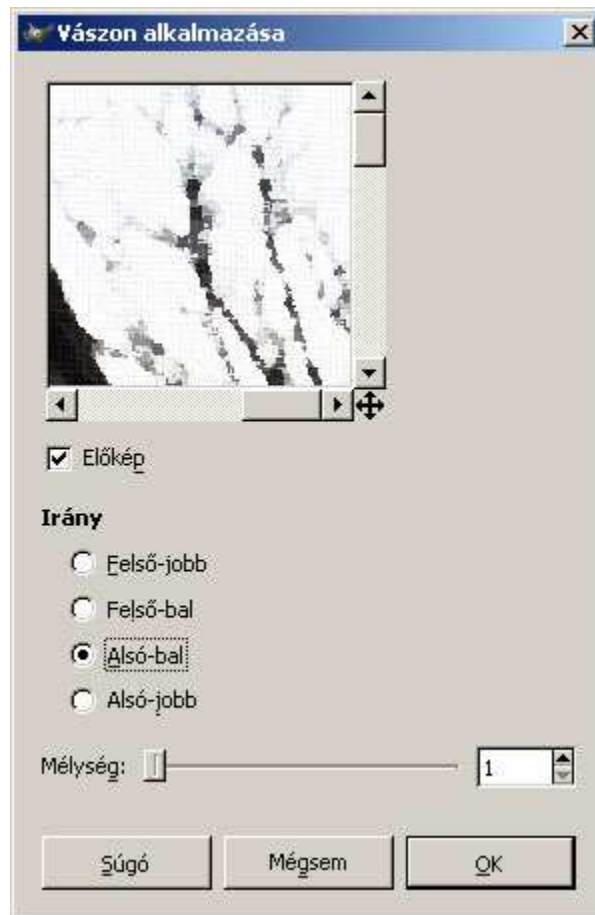 Vászon alkalmazása
Előkép
Irány
Felső-jobb
Felső-bal
Alsó-bal
Alsó-jobb
Mélység: 1
Súgó Mégsem OK